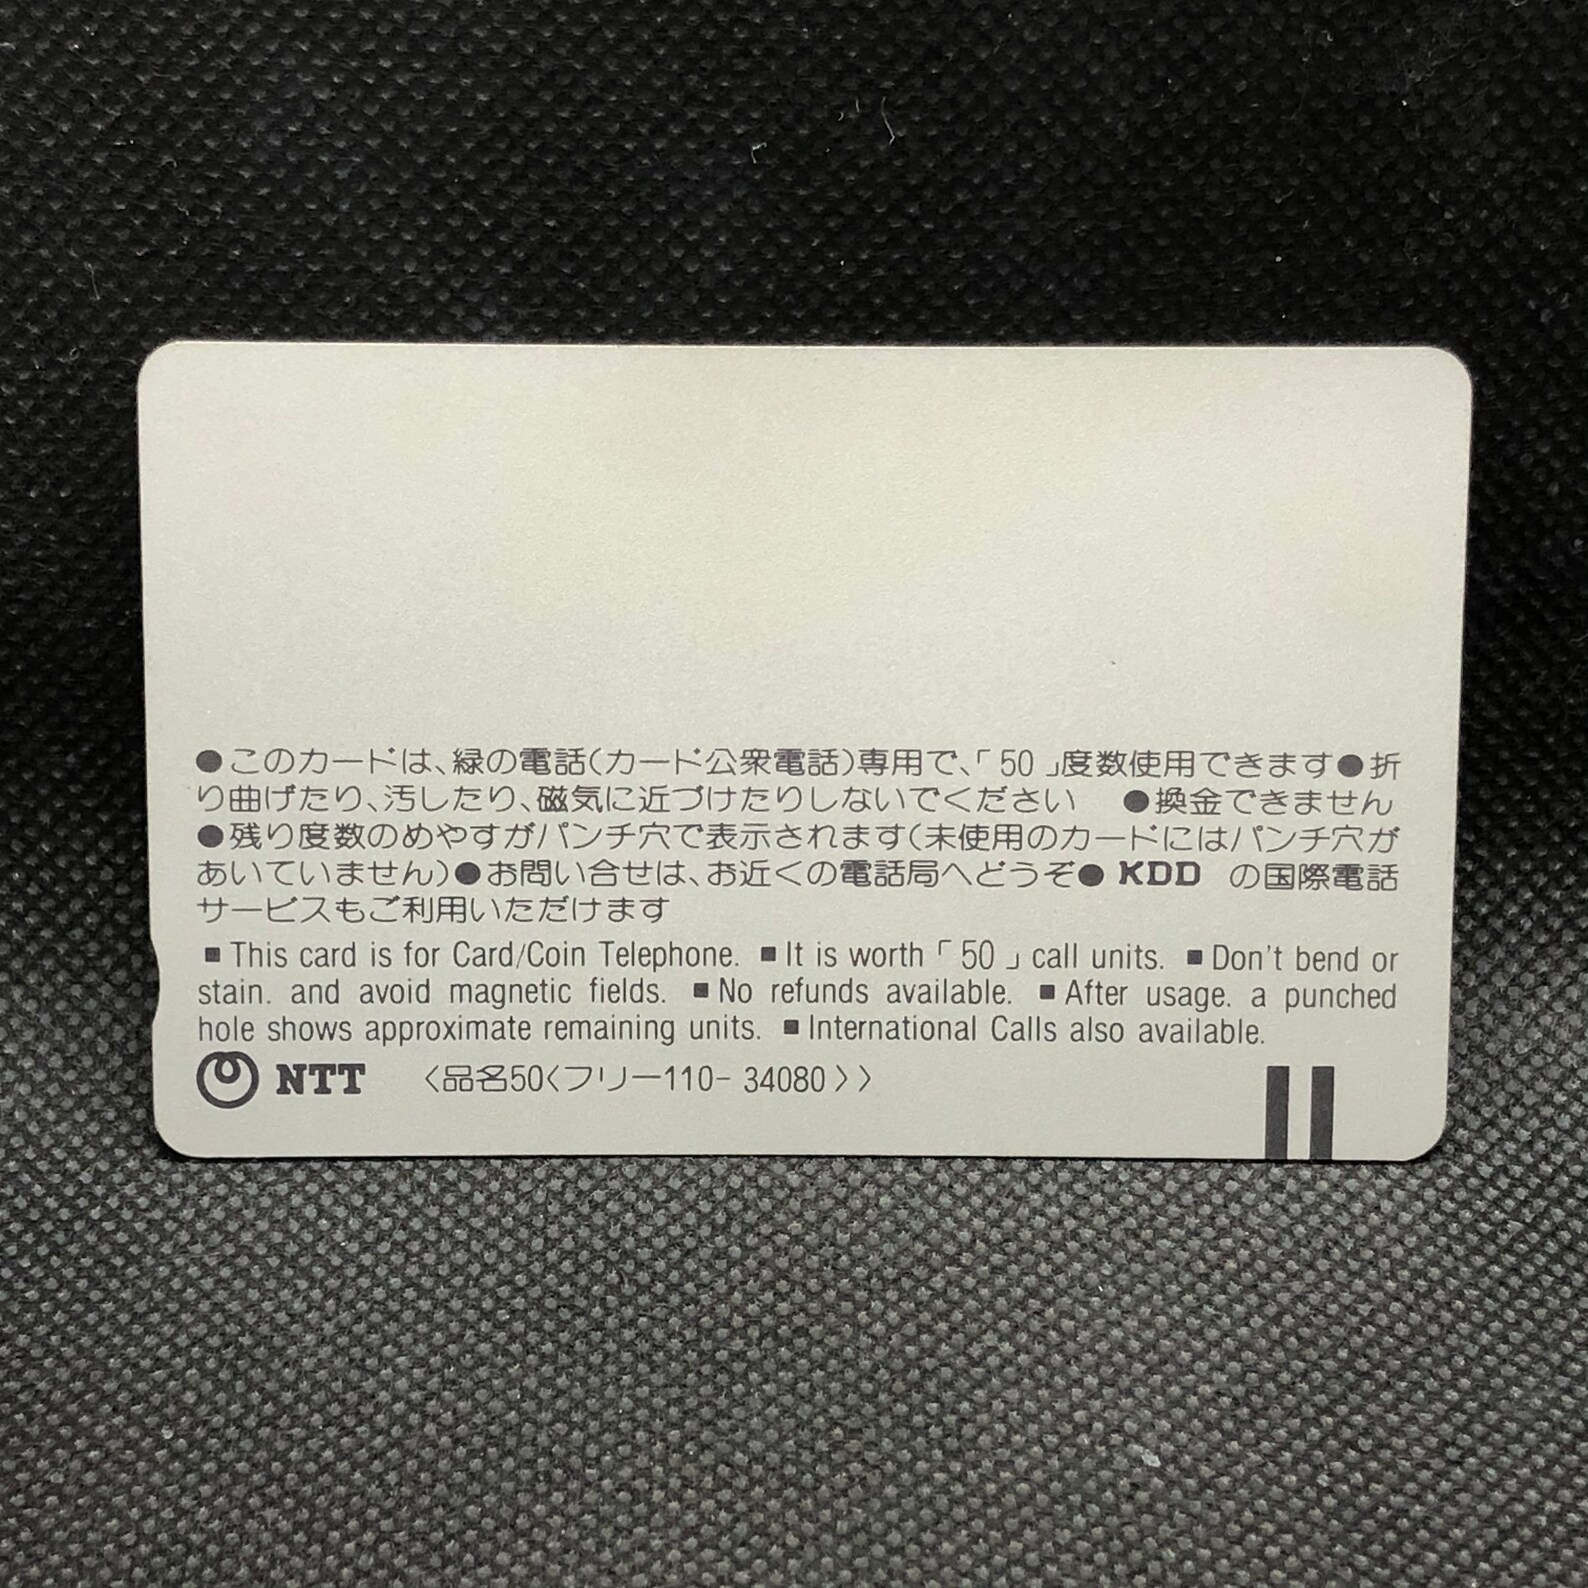 ●このカードは、緑の電話(カード公衆電話)専用で、「50」度数使用できます●折
り曲げたり、汚したり、磁気に近づけたりしないでください ●換金できません
●残り度数のめやすがパンチ穴で表示されます(未使用のカードにはパンチ穴が
あいていません)●お問い合せは、お近くの電話局へどうぞ● KDD の国際電話
サービスもご利用いただけます
■This card is for Card/Coin Telephone. ■It is worth「50」call units. ■Don't bend or
stain. and avoid magnetic fields. ■No refunds available. ■After usage. a punched
hole shows approximate remaining units. ■International Calls also available.
NTT 〈品名50〈フリー110-34080〉〉